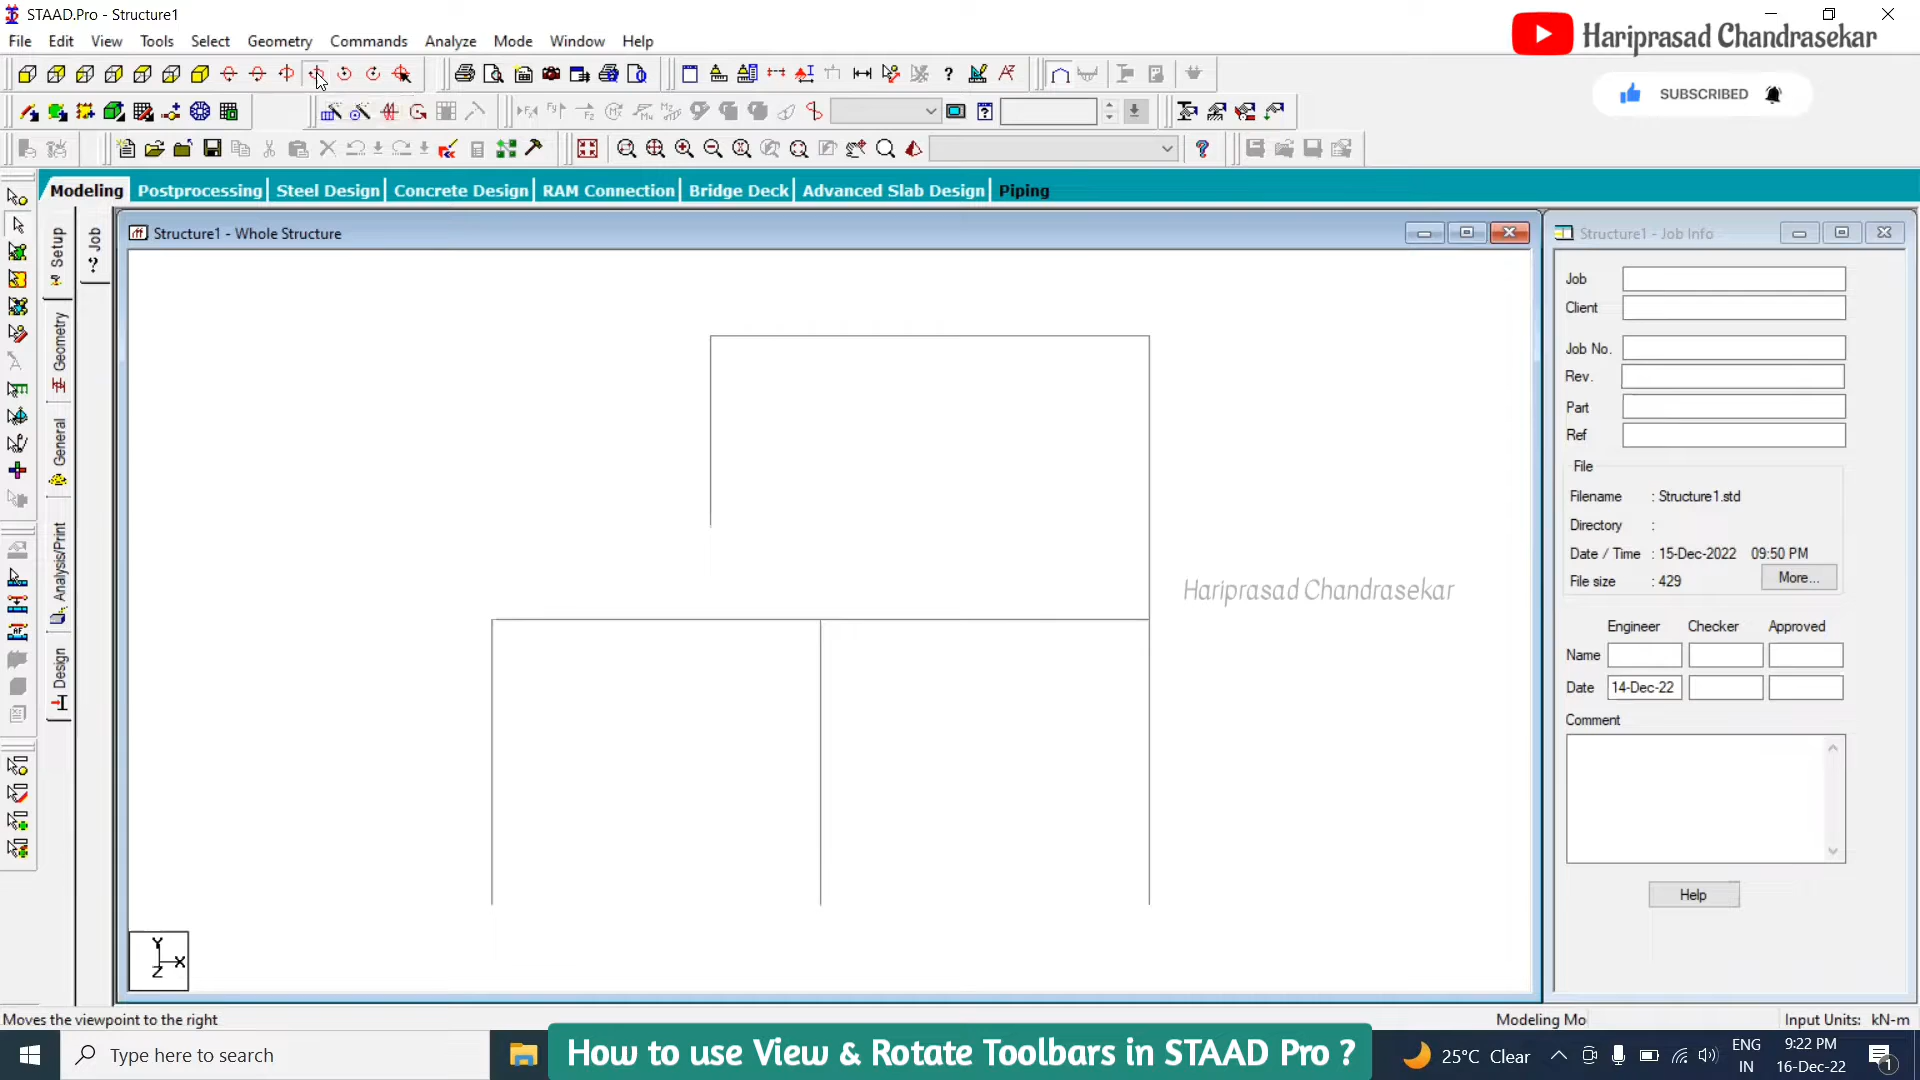 STAAD.Pro - Structure1
Hariprasad Chandrasekar
File Edit View Tools Select Geometry Commands Analyze Mode Window Help
SUBSCRIBED
Modeling Postprocessing Steel Design Concrete Design RAM Connection Bridge Deck Advanced Slab Design Piping
Setup
Geometry
General
Analysis/Print
Design
Job
Structure1 - Whole Structure
Y
X
Z
Hariprasad Chandrasekar
Structure1 - Job Info
Job
Client
Job No.
Rev.
Part
Ref
File
Filename : Structure1.std
Directory :
Date / Time : 15-Dec-2022 09:50 PM
File size : 429 More...
Engineer Checker Approved
Name
Date 14-Dec-22
Comment
Help
Moves the viewpoint to the right
Modeling Mo
Input Units: kN-m
Type here to search
How to use View & Rotate Toolbars in STAAD Pro ?
25°C Clear
ENG
IN
9:22 PM
16-Dec-22
1